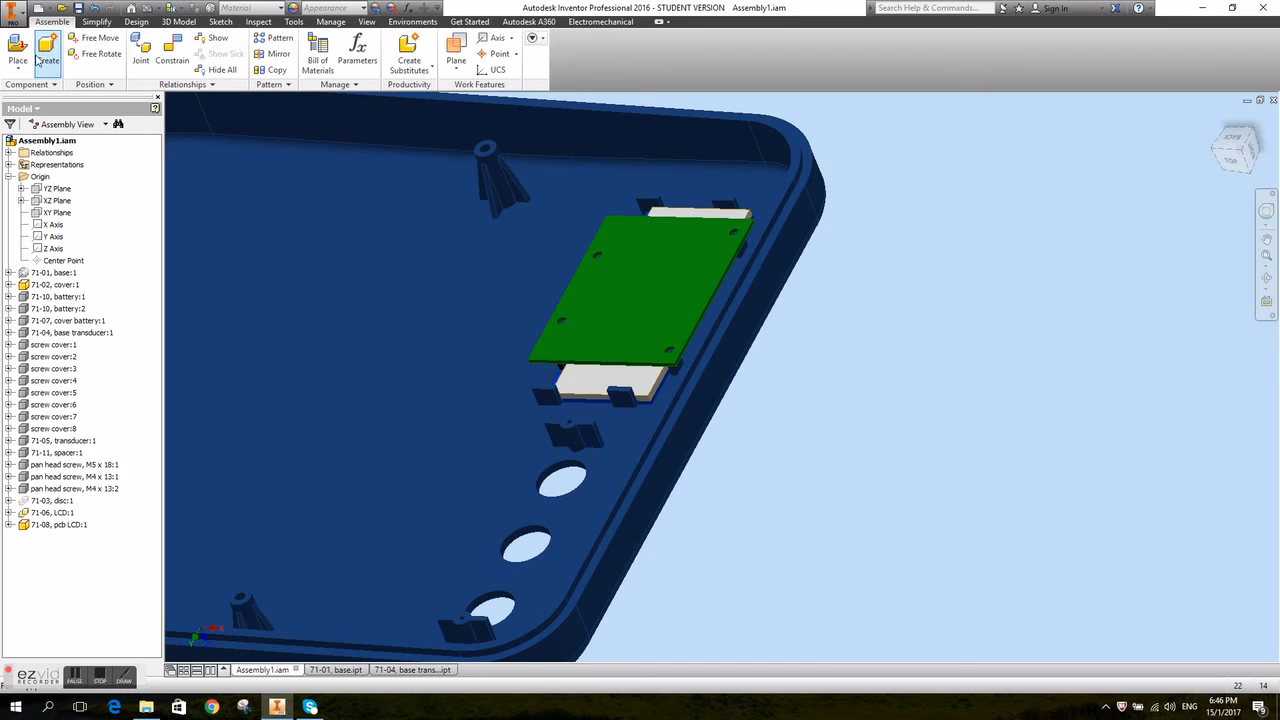 Material
Appearance
Autodesk Inventor Professional 2016 - STUDENT VERSION Assembly1.iam
Search Help & Commands...
Sign In
PRO
Assemble Simplify Design 3D Model Sketch Inspect Tools Manage View Environments Get Started Autodesk A360 Electromechanical
Place
Create
Free Move
Free Rotate
Joint
Constrain
Show
Show Sick
Hide All
Pattern
Mirror
Copy
Bill of Materials
Parameters
Create Substitutes
Plane
Axis
Point
UCS
Component
Position
Relationships
Pattern
Manage
Productivity
Work Features
Model
Assembly View
Assembly1.iam
Relationships
Representations
Origin
YZ Plane
XZ Plane
XY Plane
X Axis
Y Axis
Z Axis
Center Point
71-01, base:1
71-02, cover:1
71-10, battery:1
71-10, battery:2
71-07, cover battery:1
71-04, base transducer:1
screw cover:1
screw cover:2
screw cover:3
screw cover:4
screw cover:5
screw cover:6
screw cover:7
screw cover:8
71-05, transducer:1
71-11, spacer:1
pan head screw, M5 x 18:1
pan head screw, M4 x 13:1
pan head screw, M4 x 13:2
71-03, disc:1
71-06, LCD:1
71-08, pcb LCD:1
BACK
TOP
x
ezvid
RECORDER
PAUSE
STOP
DRAW
Assembly1.iam
71-01, base.ipt
71-04, base trans...ipt
22 14
6:46 PM
15/1/2017